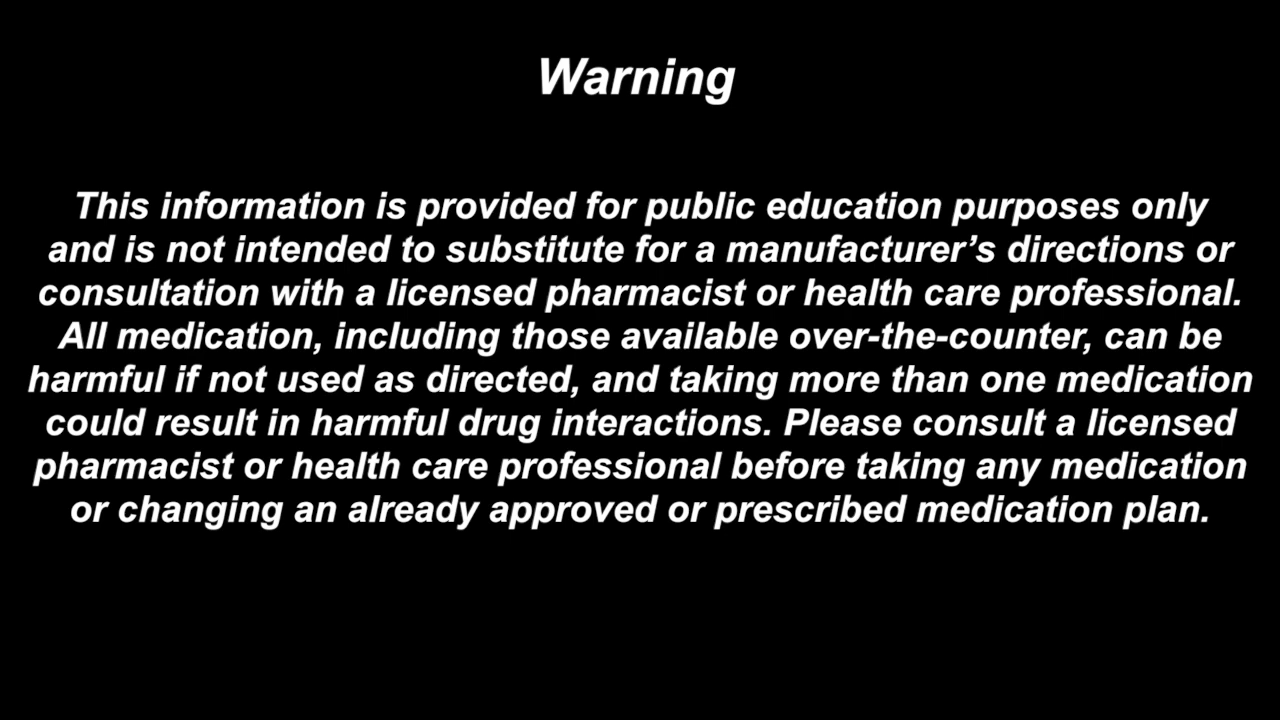 Warning
This information is provided for public education purposes only
and is not intended to substitute for a manufacturer’s directions or
consultation with a licensed pharmacist or health care professional.
All medication, including those available over-the-counter, can be
harmful if not used as directed, and taking more than one medication
could result in harmful drug interactions. Please consult a licensed
pharmacist or health care professional before taking any medication
or changing an already approved or prescribed medication plan.